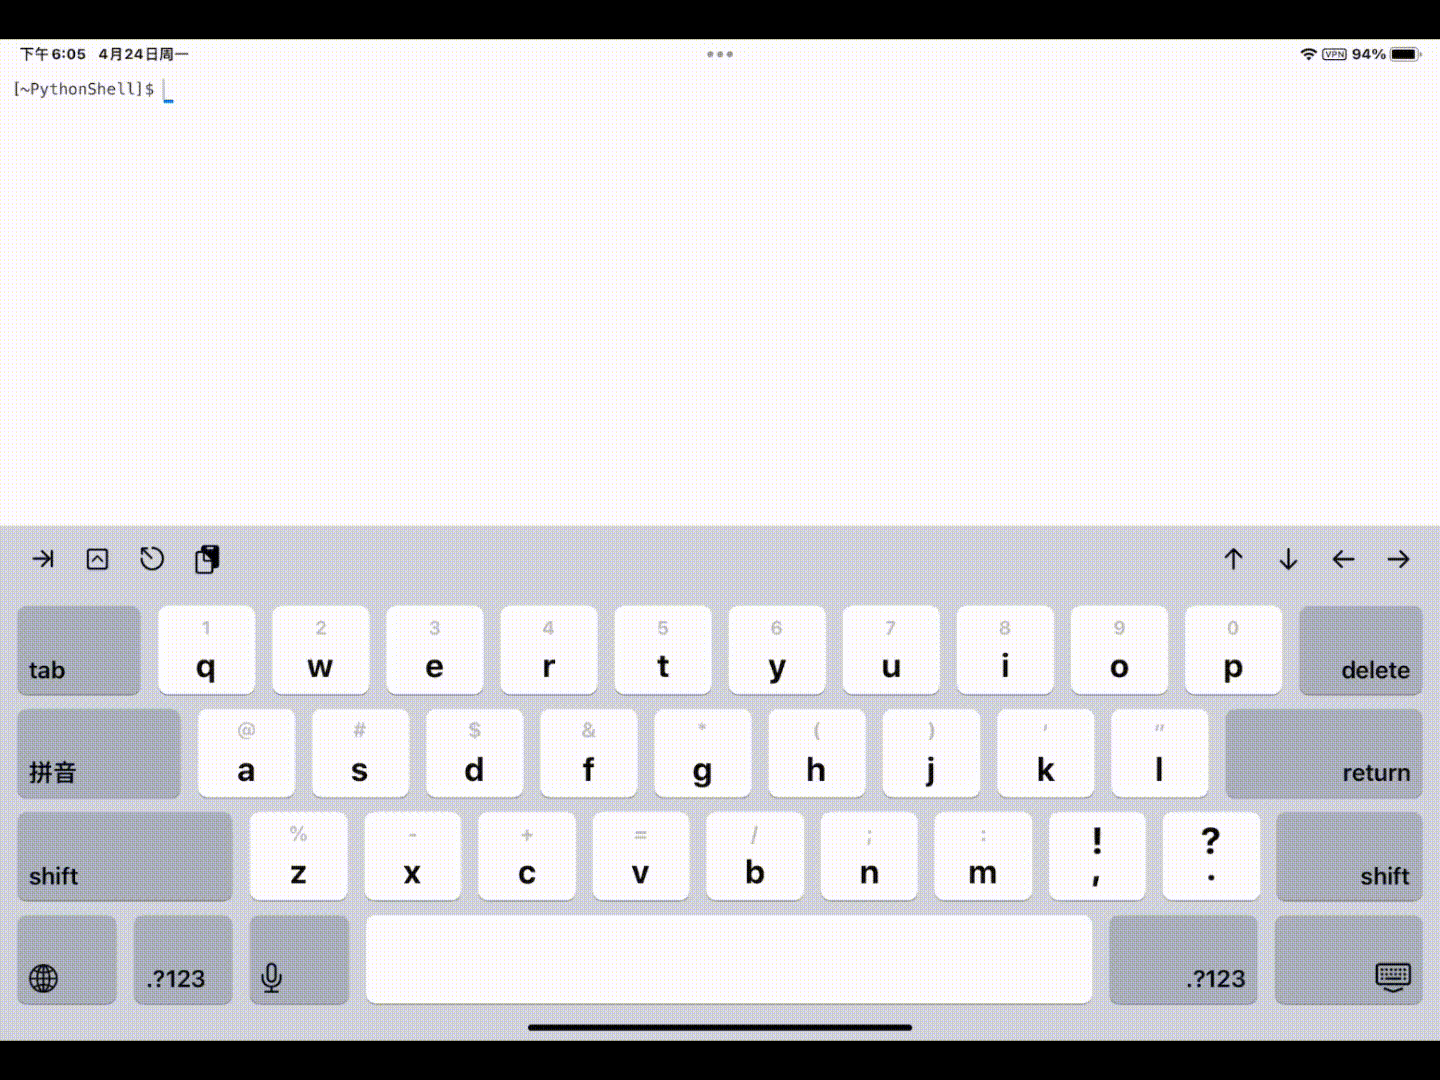 下午6:05 4月24日周一
VPN 94%
[~PythonShell]$
1 2 3 4 5 6 7 8 9 0
tab q w e r t y u i o p delete
@ # $ & * ( ) ' "
拼音 a s d f g h j k l return
% - + = / ; : ! ?
shift z x c v b n m , . shift
.?123 .?123